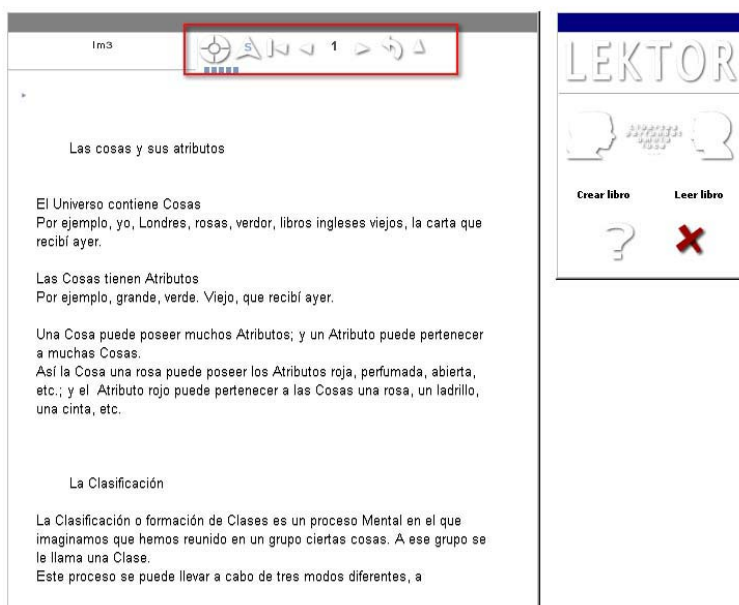 lm3
S
1
Las cosas y sus atributos
El Universo contiene Cosas
Por ejemplo, yo, Londres, rosas, verdor, libros ingleses viejos, la carta que
recibí ayer.
Las Cosas tienen Atributos
Por ejemplo, grande, verde. Viejo, que recibí ayer.
Una Cosa puede poseer muchos Atributos; y un Atributo puede pertenecer
a muchas Cosas.
Así la Cosa una rosa puede poseer los Atributos roja, perfumada, abierta,
etc.; y el  Atributo rojo puede pertenecer a las Cosas una rosa, un ladrillo,
una cinta, etc.
La Clasificación
La Clasificación o formación de Clases es un proceso Mental en el que
imaginamos que hemos reunido en un grupo ciertas cosas. A ese grupo se
le llama una Clase.
Este proceso se puede llevar a cabo de tres modos diferentes, a
LEKTOR
Crear libro
Leer libro
?